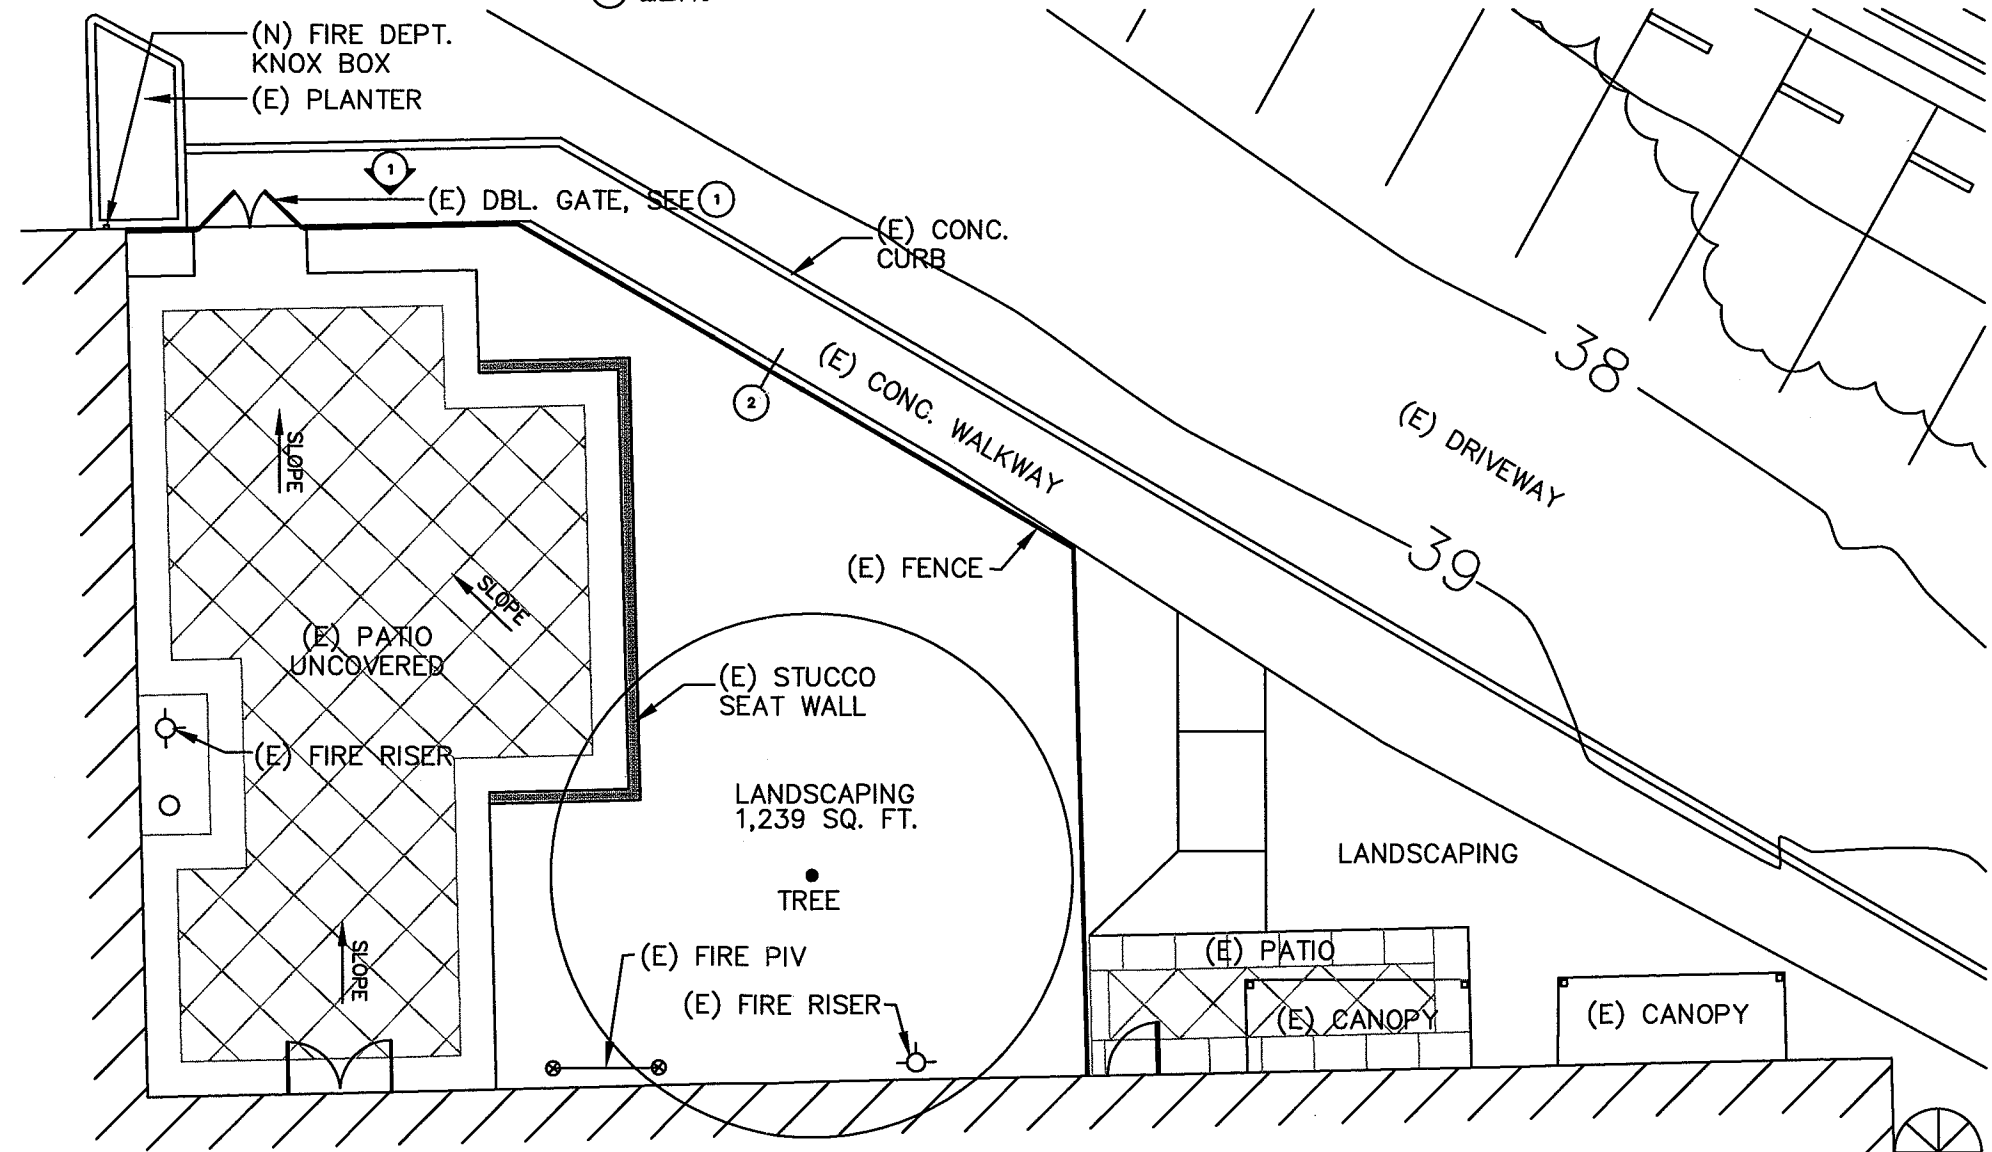 (N) FIRE DEPT.
KNOX BOX
(E) PLANTER
1
(E) DBL. GATE, SEE 1
(E) CONC.
CURB
(E) CONC. WALKWAY
2
38
(E) DRIVEWAY
39
SLOPE
(E) FENCE
SLOPE
(E) PATIO
UNCOVERED
(E) STUCCO
SEAT WALL
(E) FIRE RISER
LANDSCAPING
1,239 SQ. FT.
TREE
LANDSCAPING
SLOPE
(E) FIRE PIV
(E) FIRE RISER
(E) PATIO
(E) CANOPY
(E) CANOPY